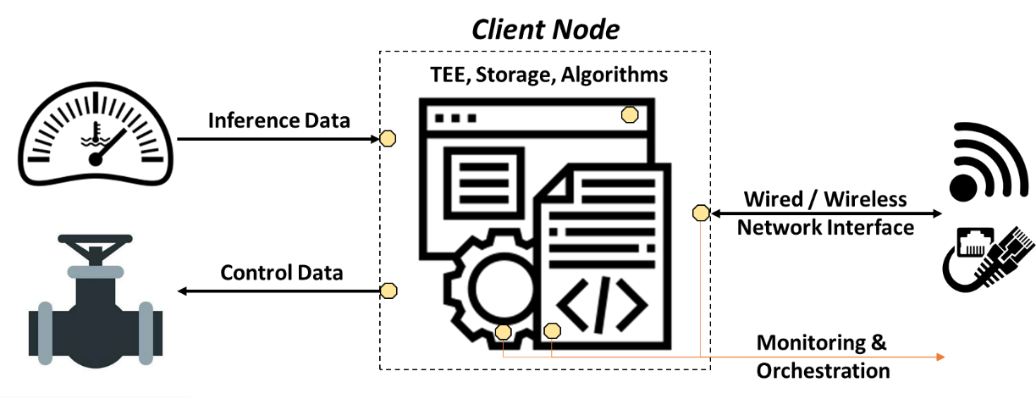 Client Node
TEE, Storage, Algorithms
Inference Data
Control Data
</>
Wired / Wireless
Network Interface
Monitoring &
Orchestration